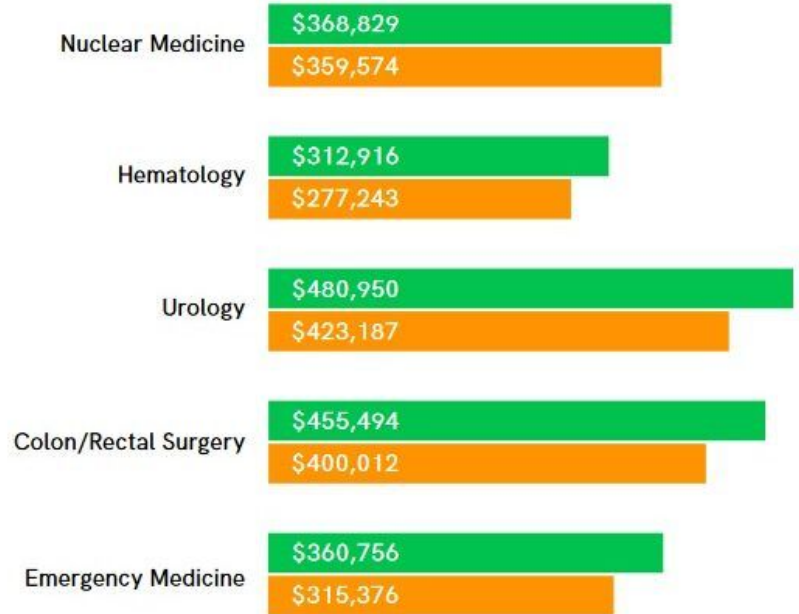 Nuclear Medicine
$368,829
$359,574
Hematology
$312,916
$277,243
Urology
$480,950
$423,187
Colon/Rectal Surgery
$455,494
$400,012
Emergency Medicine
$360,756
$315,376